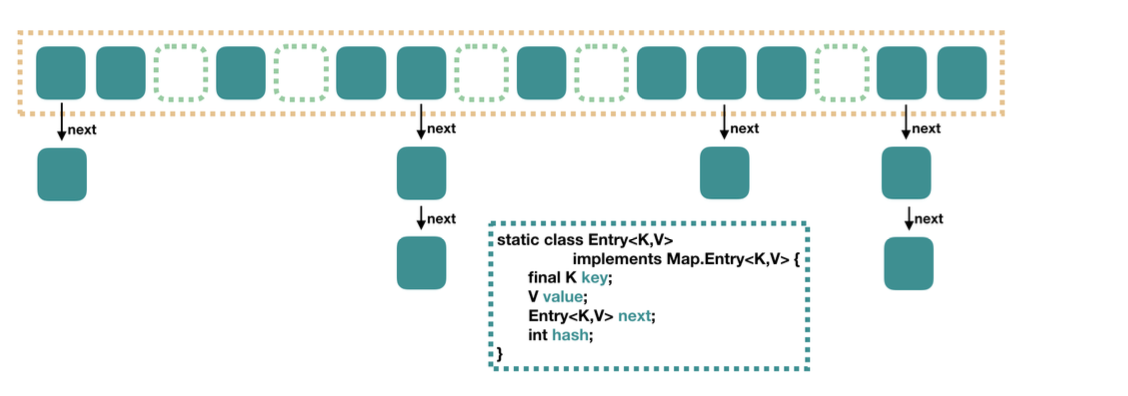 next
next
next
next
next
next
static class Entry<K,V>
implements Map.Entry<K,V> {
final K key;
V value;
Entry<K,V> next;
int hash;
}